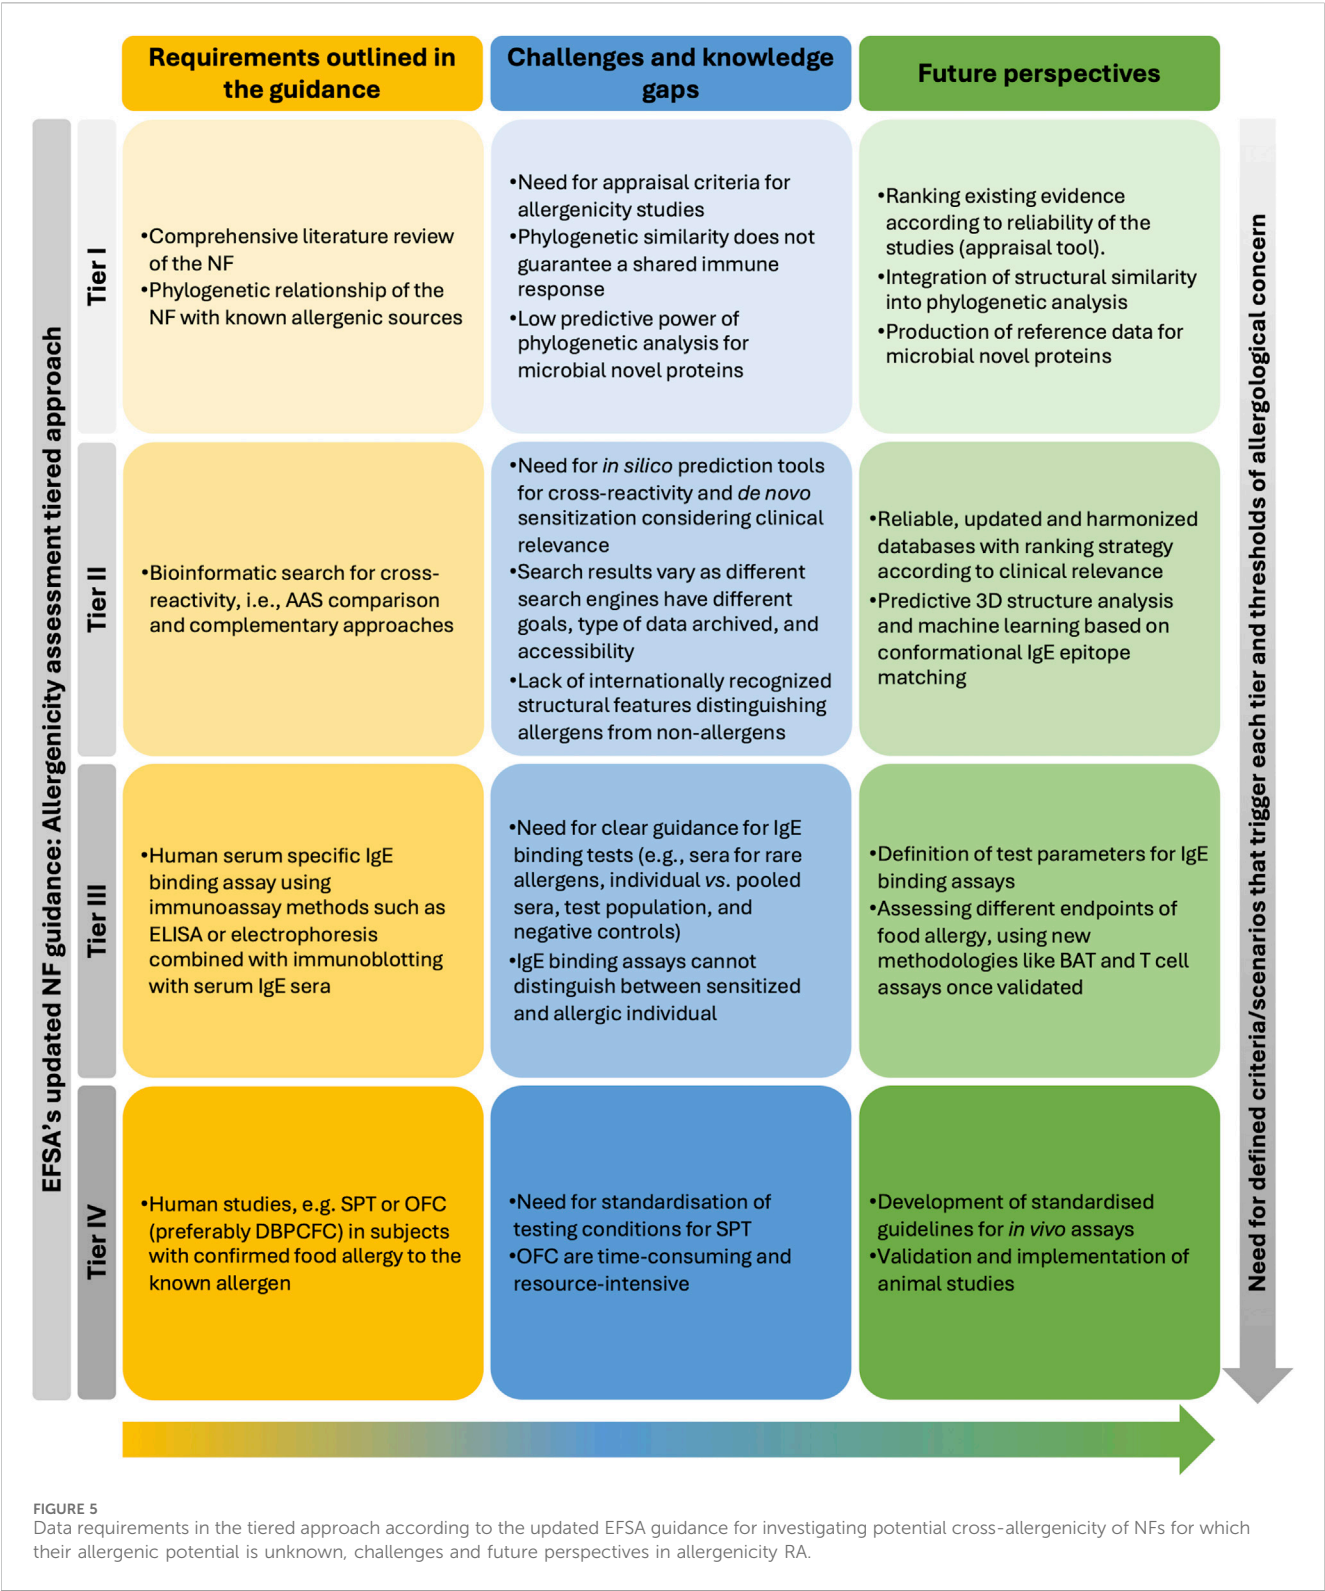 Requirements outlined in
the guidance
Challenges and knowledge
gaps
Future perspectives
EFSA's updated NF guidance: Allergenicity assessment tiered approach
Tier I
•Comprehensive literature review
of the NF
•Phylogenetic relationship of the
NF with known allergenic sources
•Need for appraisal criteria for
allergenicity studies
•Phylogenetic similarity does not
guarantee a shared immune
response
•Low predictive power of
phylogenetic analysis for
microbial novel proteins
•Ranking existing evidence
according to reliability of the
studies (appraisal tool).
•Integration of structural similarity
into phylogenetic analysis
•Production of reference data for
microbial novel proteins
Tier II
•Bioinformatic search for cross-
reactivity, i.e., AAS comparison
and complementary approaches
•Need for in silico prediction tools
for cross-reactivity and de novo
sensitization considering clinical
relevance
•Search results vary as different
search engines have different
goals, type of data archived, and
accessibility
•Lack of internationally recognized
structural features distinguishing
allergens from non-allergens
•Reliable, updated and harmonized
databases with ranking strategy
according to clinical relevance
•Predictive 3D structure analysis
and machine learning based on
conformational IgE epitope
matching
Tier III
•Human serum specific IgE
binding assay using
immunoassay methods such as
ELISA or electrophoresis
combined with immunoblotting
with serum IgE sera
•Need for clear guidance for IgE
binding tests (e.g., sera for rare
allergens, individual vs. pooled
sera, test population, and
negative controls)
•IgE binding assays cannot
distinguish between sensitized
and allergic individual
•Definition of test parameters for IgE
binding assays
•Assessing different endpoints of
food allergy, using new
methodologies like BAT and T cell
assays once validated
Tier IV
•Human studies, e.g. SPT or OFC
(preferably DBPCFC) in subjects
with confirmed food allergy to the
known allergen
•Need for standardisation of
testing conditions for SPT
•OFC are time-consuming and
resource-intensive
•Development of standardised
guidelines for in vivo assays
•Validation and implementation of
animal studies
Need for defined criteria/scenarios that trigger each tier and thresholds of allergological concern
FIGURE 5
Data requirements in the tiered approach according to the updated EFSA guidance for investigating potential cross-allergenicity of NFs for which
their allergenic potential is unknown, challenges and future perspectives in allergenicity RA.